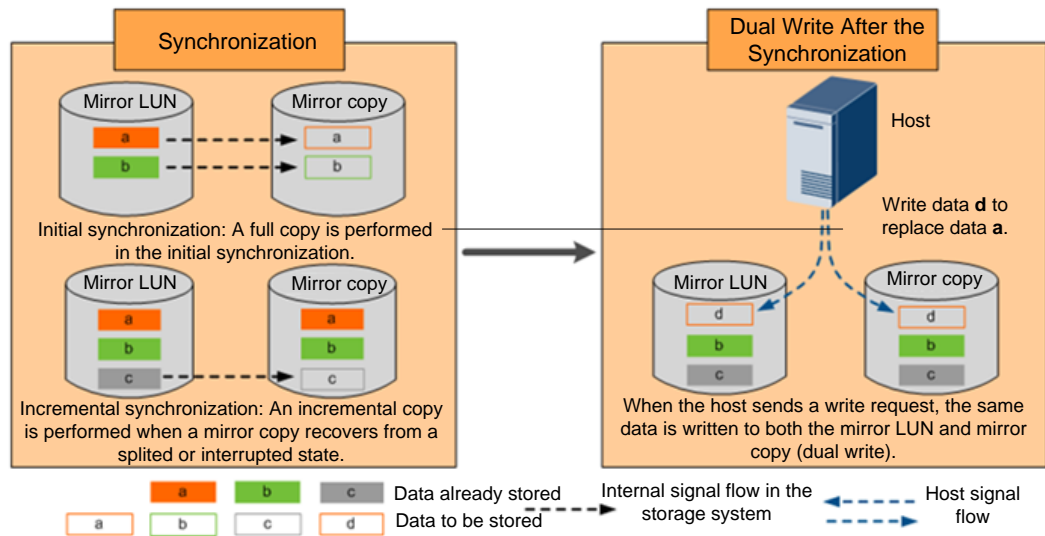 Synchronization
Dual Write After the
Synchronization
Mirror LUN
Mirror copy
a
a
b
b
Initial synchronization: A full copy is performed
in the initial synchronization.
Mirror LUN
Mirror copy
a
a
b
b
c
c
Incremental synchronization: An incremental copy
is performed when a mirror copy recovers from a
splited or interrupted state.
Host
Write data d to
replace data a.
Mirror LUN
Mirror copy
d
d
b
b
c
c
When the host sends a write request, the same
data is written to both the mirror LUN and mirror
copy (dual write).
a
b
c
Data already stored
a
b
c
d
Data to be stored
Internal signal flow in the
storage system
Host signal
flow